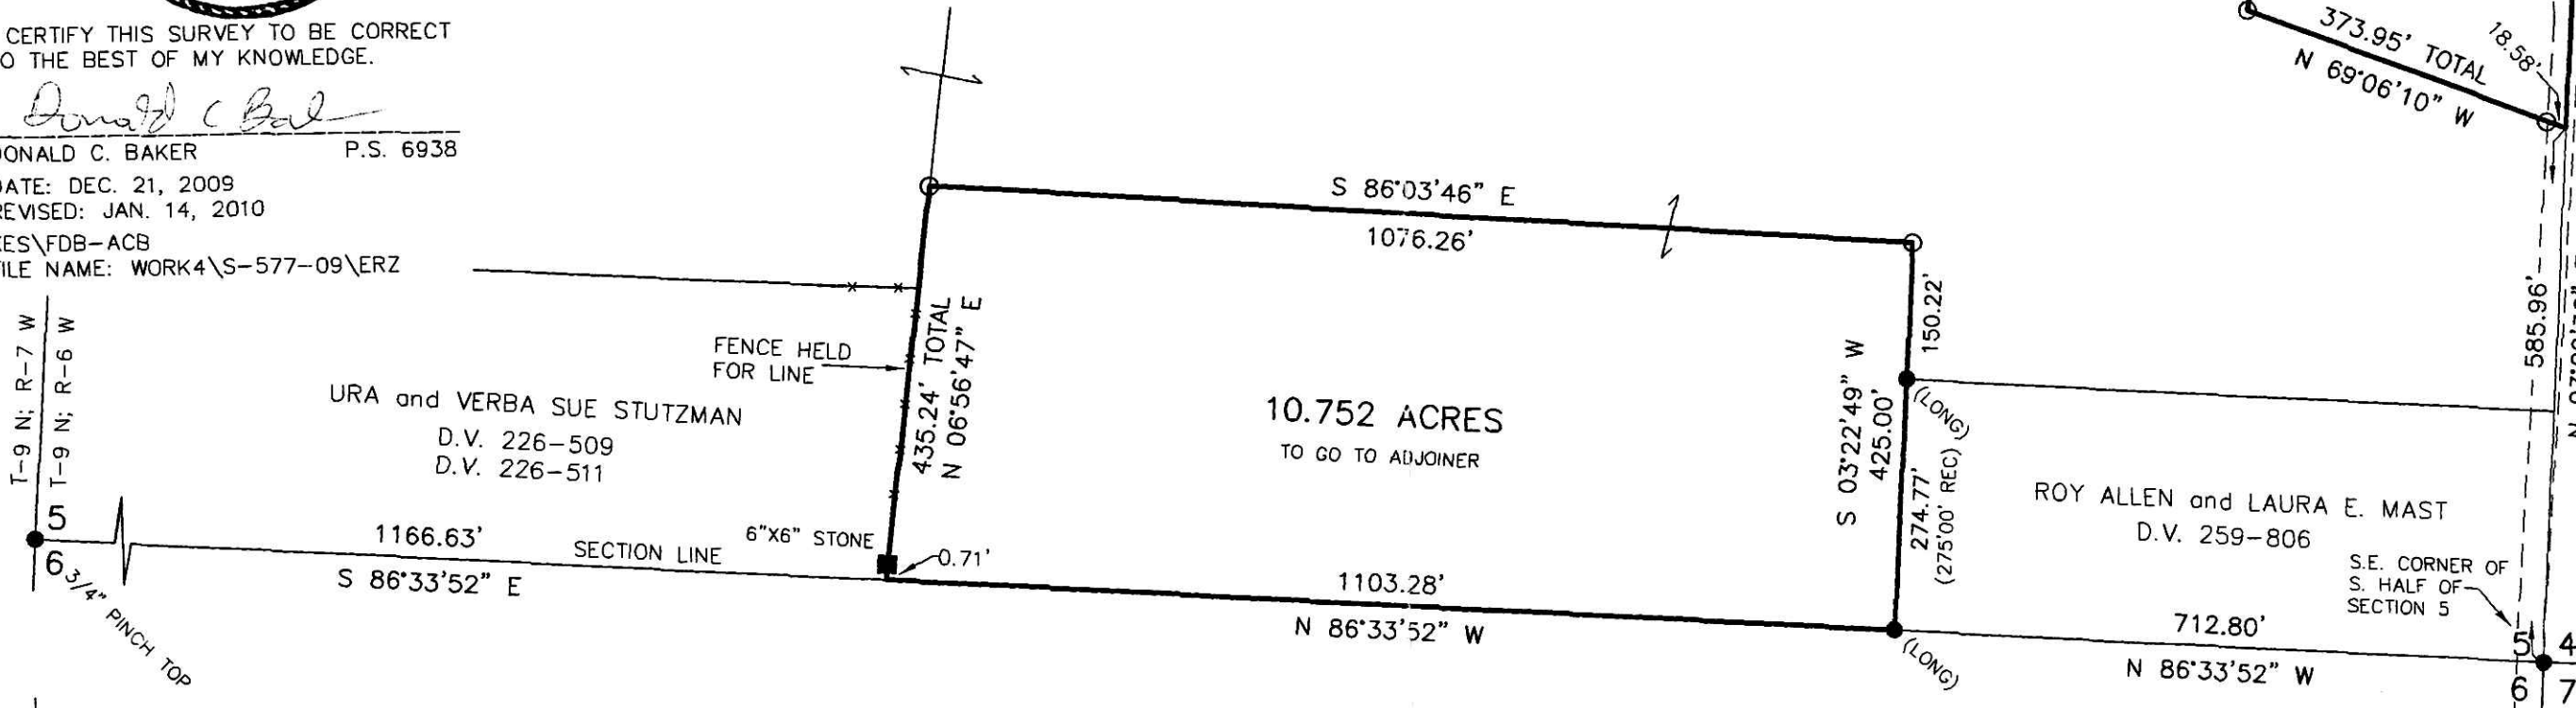 CERTIFY THIS SURVEY TO BE CORRECT
O THE BEST OF MY KNOWLEDGE.
Donald C Bak
DONALD C. BAKER P.S. 6938
DATE: DEC. 21, 2009
REVISED: JAN. 14, 2010
ES\FDB-ACB
FILE NAME: WORK4\S-577-09\ERZ
T-9 N; R-7 W
T-9 N; R-6 W
5
6
3/4" PINCH TOP
URA and VERBA SUE STUTZMAN
D.V. 226-509
D.V. 226-511
FENCE HELD
FOR LINE
1166.63'
SECTION LINE
S 86°33'52" E
6"X6" STONE
0.71'
435.24' TOTAL
N 06°56'47" E
S 86°03'46" E
1076.26'
10.752 ACRES
TO GO TO ADJOINER
1103.28'
N 86°33'52" W
S 03°22'49" W
425.00'
150.22'
(LONG)
274.77'
(275'00' REC)
(LONG)
ROY ALLEN and LAURA E. MAST
D.V. 259-806
S.E. CORNER OF
S. HALF OF
SECTION 5
712.80'
N 86°33'52" W
5 4
6 7
585.96'
373.95' TOTAL
N 69°06'10" W
18.58'